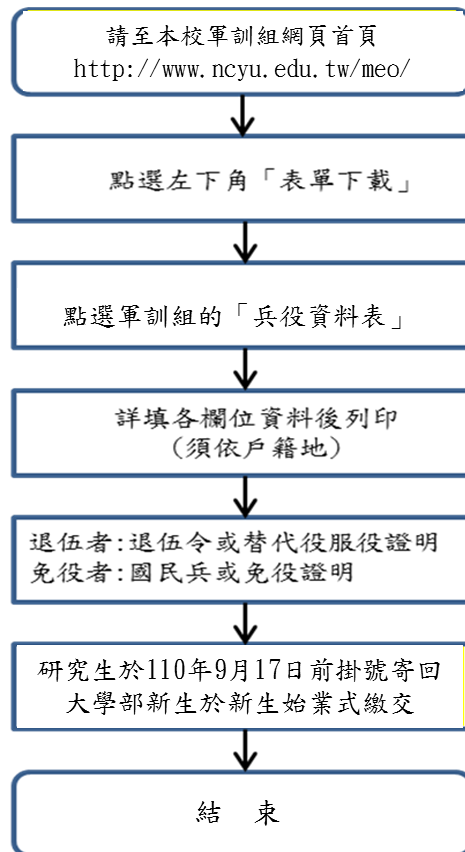 請至本校軍訓組網頁首頁
http://www.ncyu.edu.tw/meo/
點選左下角「表單下載」
點選軍訓組的「兵役資料表」
詳填各欄位資料後列印
(須依戶籍地)
退伍者:退伍令或替代役服役證明
免役者:國民兵或免役證明
研究生於110年9月17日前掛號寄回
大學部新生於新生始業式繳交
結 束